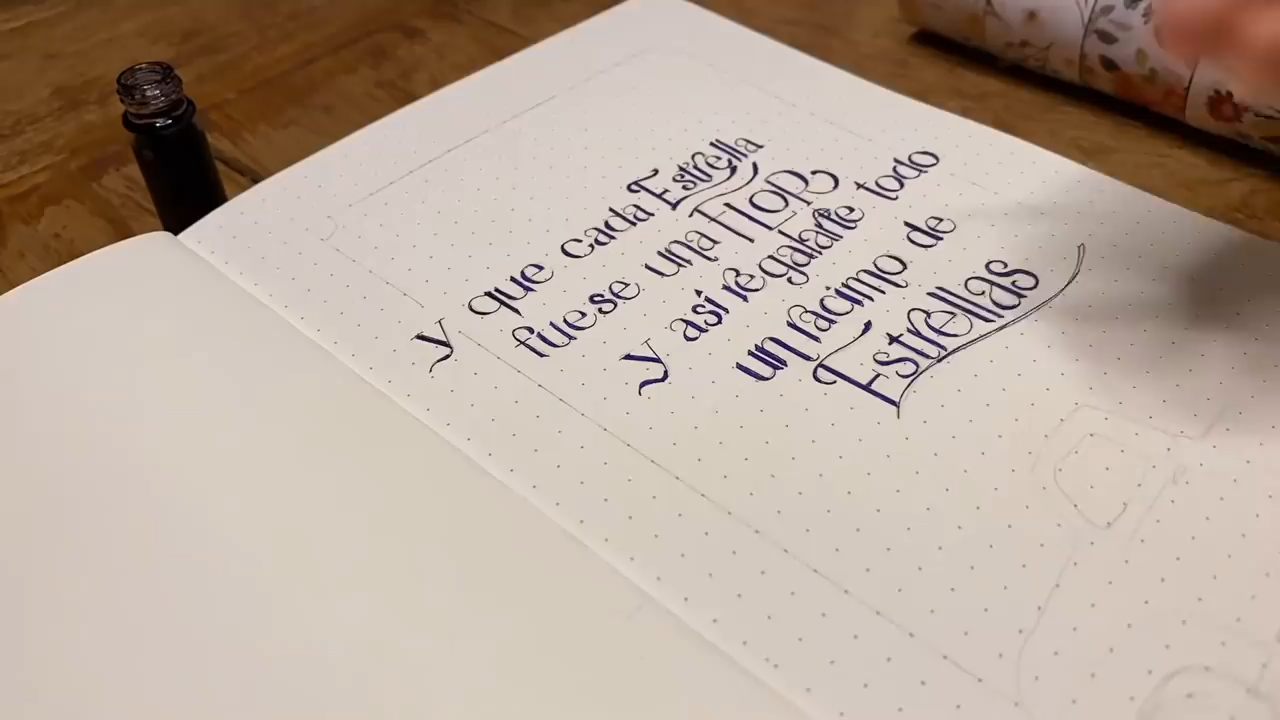 y que cada Estrella
fuese una FLOR
y así regalarte todo
un racimo de
Estrellas